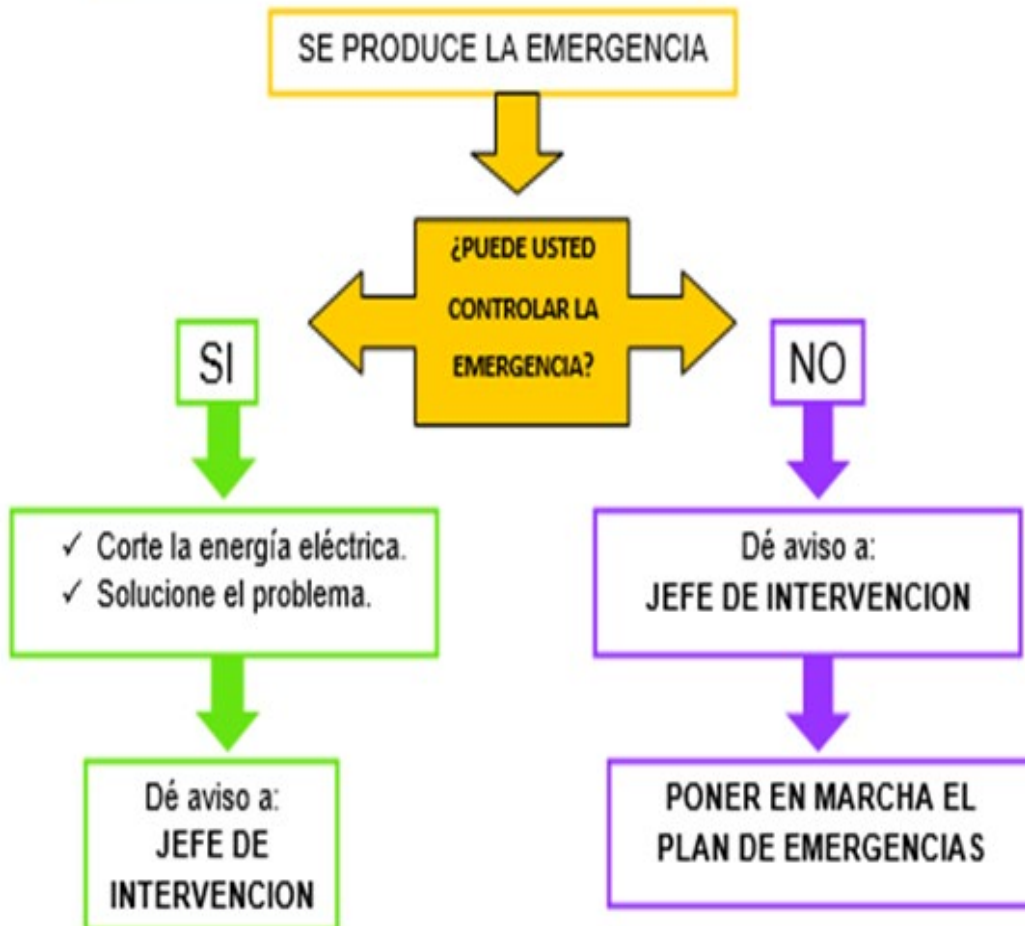 SE PRODUCE LA EMERGENCIA
¿PUEDE USTED
CONTROLAR LA
EMERGENCIA?
SI
NO
✓ Corte la energía eléctrica.
✓ Solucione el problema.
Dé aviso a:
JEFE DE INTERVENCION
Dé aviso a:
JEFE DE
INTERVENCION
PONER EN MARCHA EL
PLAN DE EMERGENCIAS